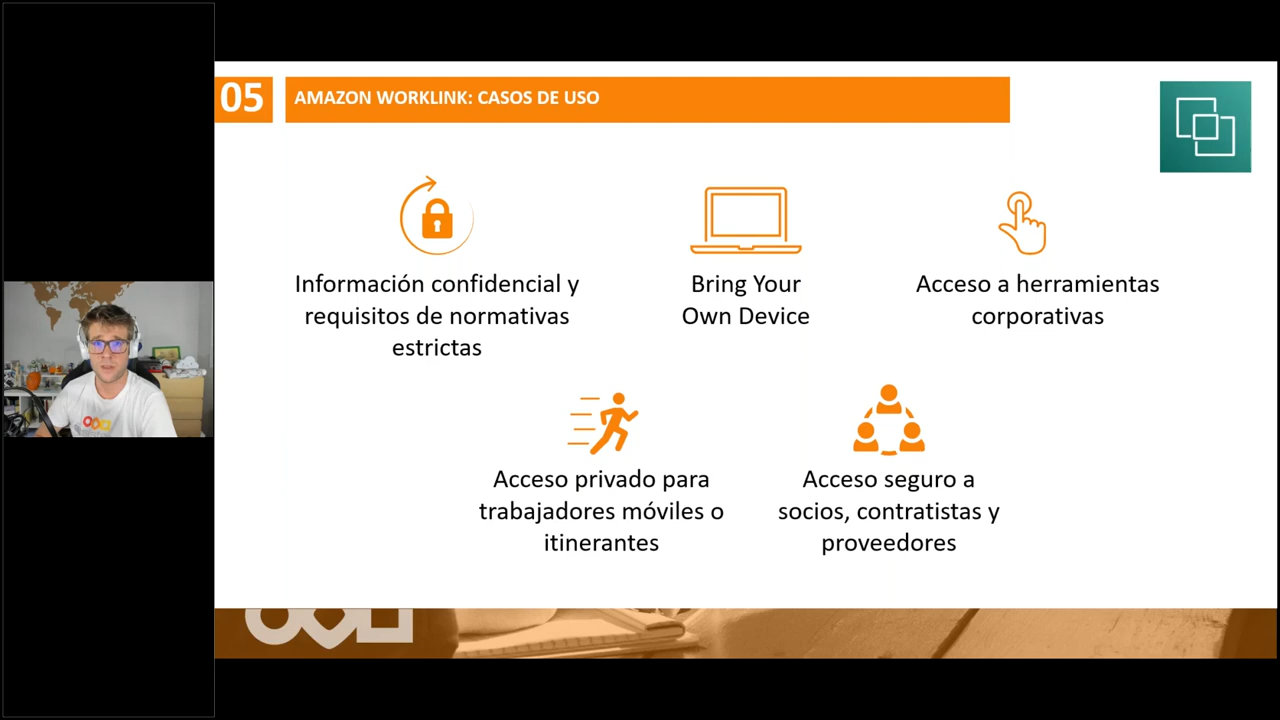 05
AMAZON WORKLINK: CASOS DE USO
Información confidencial y
requisitos de normativas
estrictas
Bring Your
Own Device
Acceso a herramientas
corporativas
Acceso privado para
trabajadores móviles o
itinerantes
Acceso seguro a
socios, contratistas y
proveedores